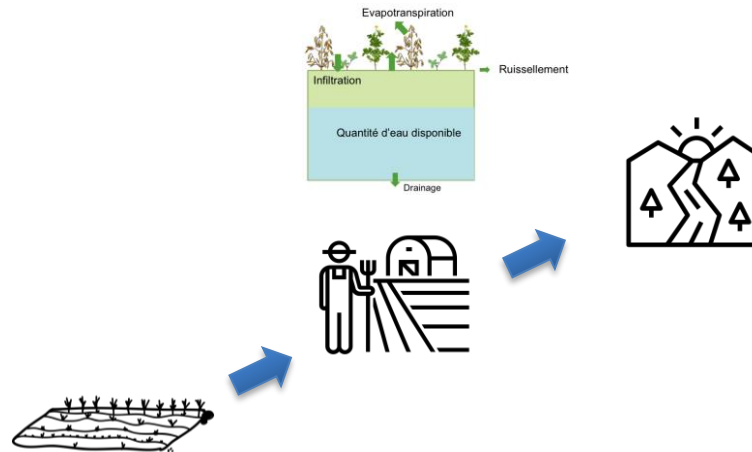 Evapotranspiration
Ruissellement
Infiltration
Quantité d'eau disponible
Drainage